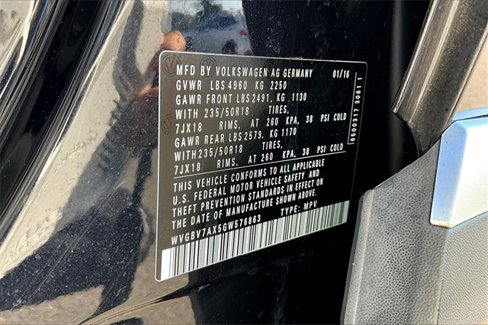 MFD BY VOLKSWAGEN AG GERMANY 01/16
GVWR LBS 4960 KG 2250
GAWR FRONT LBS 2491, KG 1130
WITH 235/50R18 TIRES,
7JX18 RIMS. AT 260 KPA, 38 PSI COLD
GAWR REAR LBS 2579. KG 1170
WITH 235/50R18 TIRES,
7JX18 RIMS. AT 260 KPA, 38 PSI COLD
THIS VEHICLE CONFORMS TO ALL APPLICABLE
U.S. FEDERAL MOTOR VEHICLE SAFETY AND
THEFT PREVENTION STANDARDS IN EFFECT ON
THE DATE OF MANUFACTURE SHOWN ABOVE.
WVGBV7AX5GW576863 TYPE: MPV